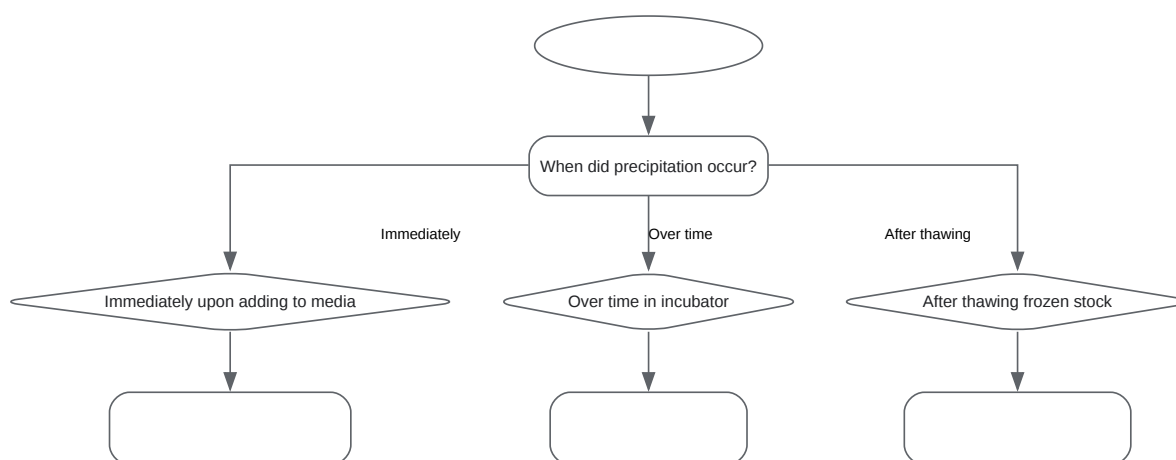 When did precipitation occur?
Immediately
Over time
After thawing
Immediately upon adding to media
Over time in incubator
After thawing frozen stock